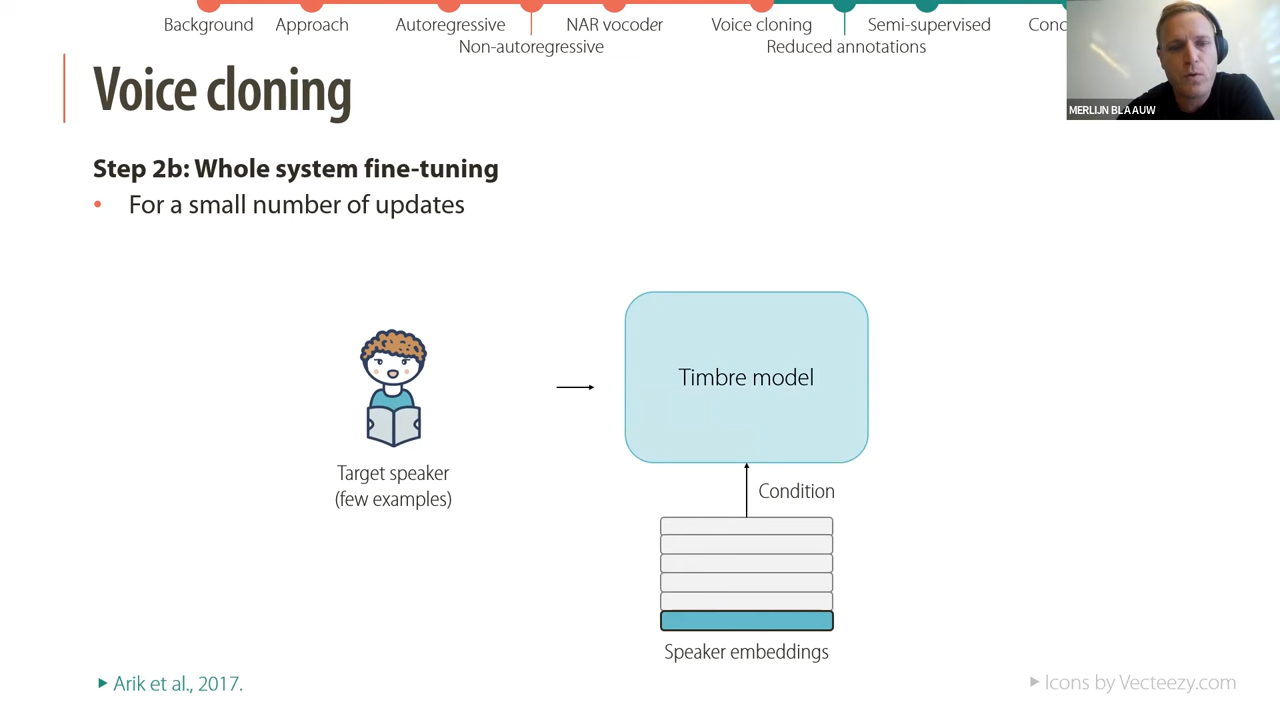 Background Approach Autoregressive NAR vocoder Voice cloning Semi-supervised
Non-autoregressive Reduced annotations
MERLIJN BLAAUW
Voice cloning
Step 2b: Whole system fine-tuning
• For a small number of updates
Timbre model
Target speaker
(few examples)
Condition
Speaker embeddings
Arik et al., 2017.
Icons by Vecteezy.com